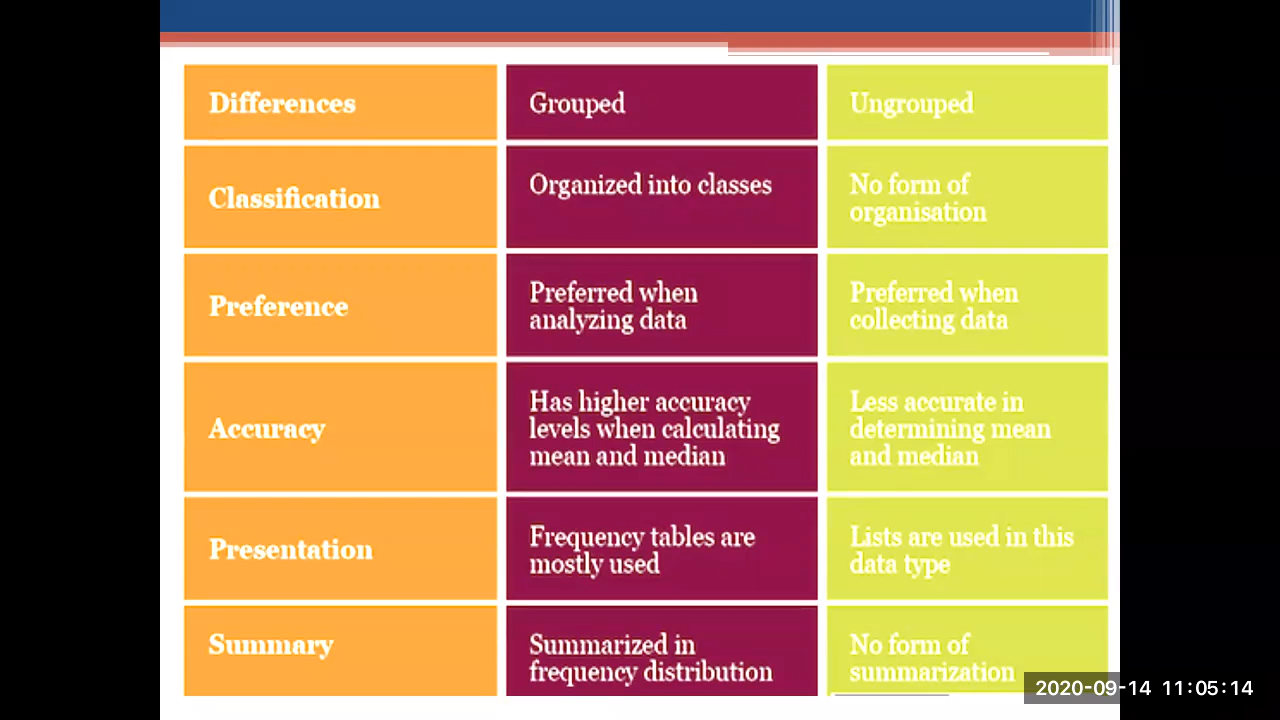 Differences
Grouped
Ungrouped
Classification
Organized into classes
No form of
organisation
Preference
Preferred when
analyzing data
Preferred when
collecting data
Accuracy
Has higher accuracy
levels when calculating
mean and median
Less accurate in
determining mean
and median
Presentation
Frequency tables are
mostly used
Lists are used in this
data type
Summary
Summarized in
frequency distribution
No form of
summarization
2020-09-14 11:05:14